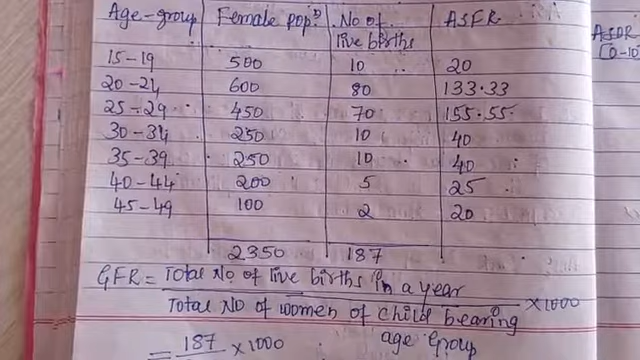 Age-group Female popn No of live births ASFR
15-19 500 10 20
20-24 600 80 133.33
25-29 450 70 155.55
30-34 250 10 40
35-39 250 10 40
40-44 200 5 25
45-49 100 2 20
2350 187
GFR = Total No of live births in a year
Total No of women of child bearing × 1000
age group
= 187 × 1000
ASDR
(0-10